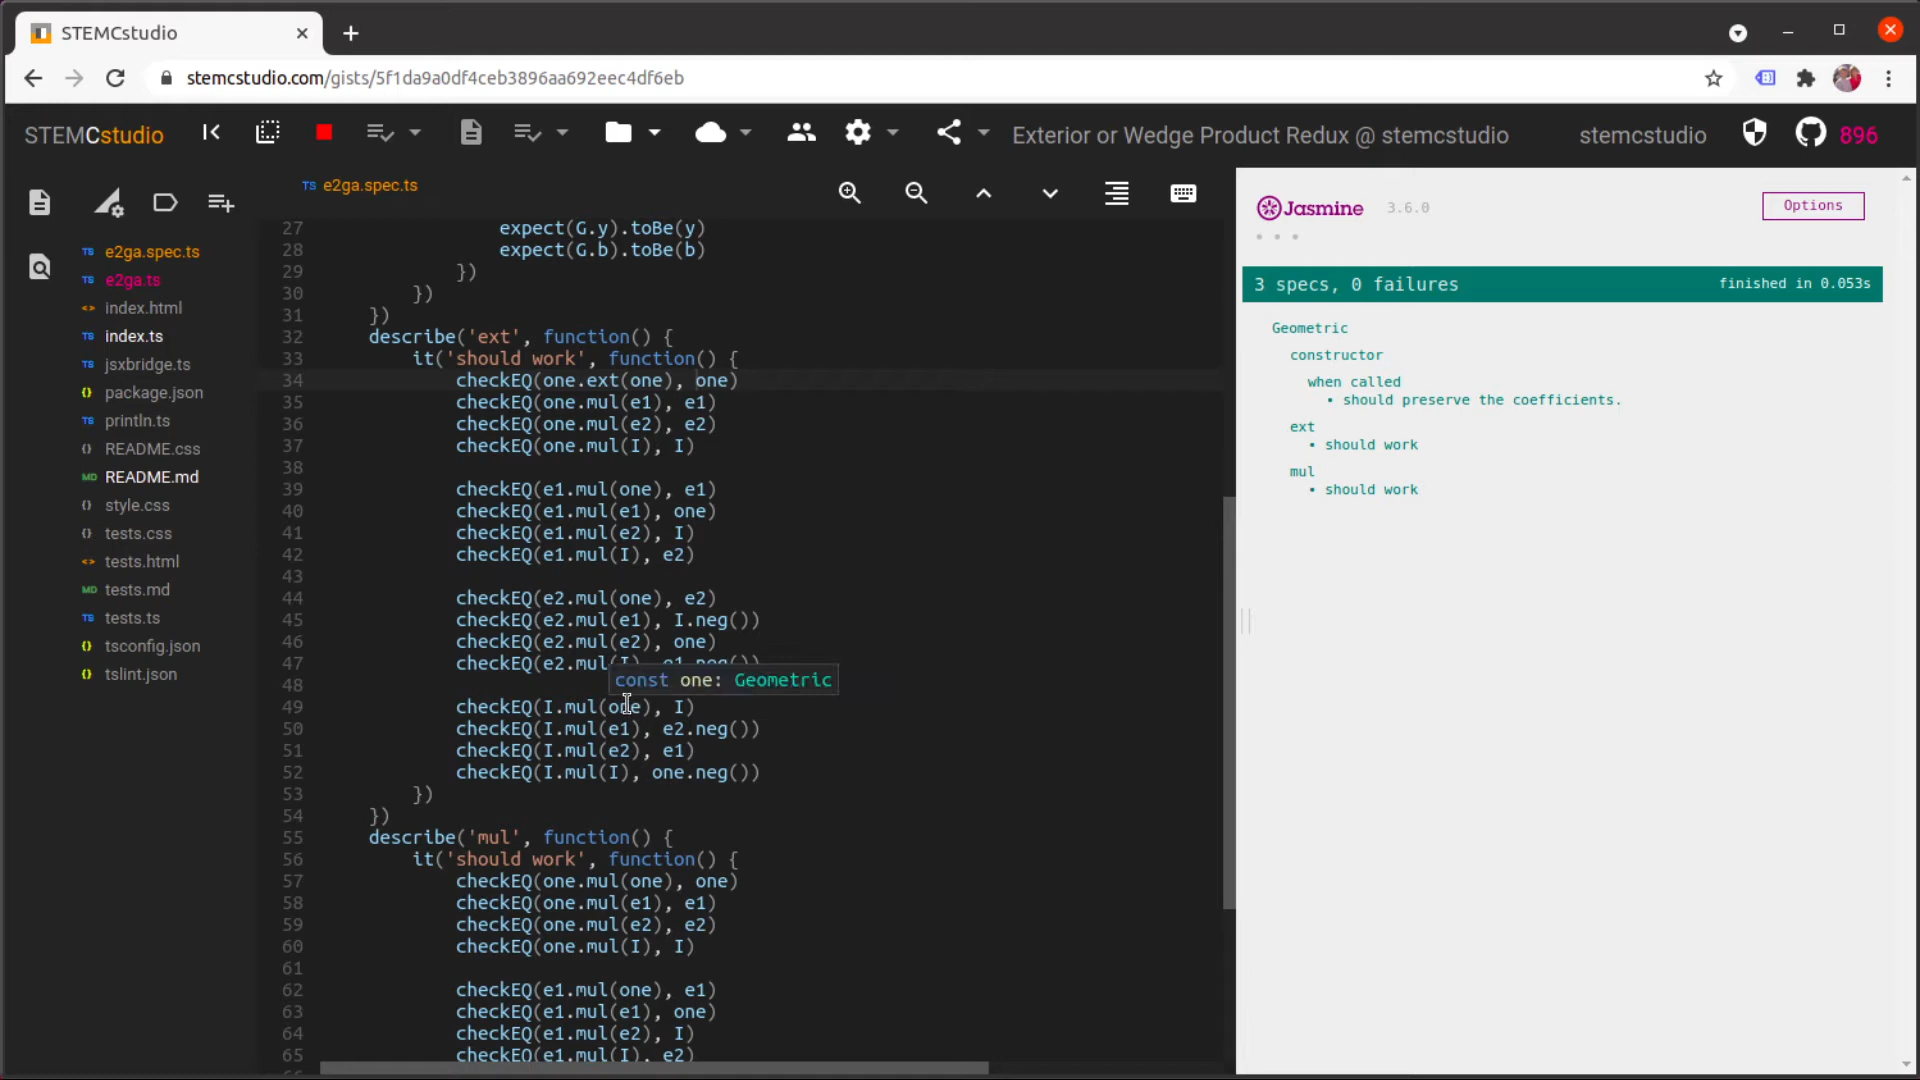 STEMCstudio
stemcstudio.com/gists/5f1da9a0df4ceb3896aa692eec4df6eb
STEMCstudio
Exterior or Wedge Product Redux @ stemcstudio
stemcstudio
896
TS e2ga.spec.ts
TS e2ga.spec.ts
TS e2ga.ts
<> index.html
TS index.ts
TS jsxbridge.ts
{} package.json
TS println.ts
{} README.css
MD README.md
{} style.css
{} tests.css
<> tests.html
MD tests.md
TS tests.ts
{} tsconfig.json
{} tslint.json
27 expect(G.y).toBe(y)
28 expect(G.b).toBe(b)
29 })
30 })
31 })
32 describe('ext', function() {
33 it('should work', function() {
34 checkEQ(one.ext(one), one)
35 checkEQ(one.mul(e1), e1)
36 checkEQ(one.mul(e2), e2)
37 checkEQ(one.mul(I), I)
38
39 checkEQ(e1.mul(one), e1)
40 checkEQ(e1.mul(e1), one)
41 checkEQ(e1.mul(e2), I)
42 checkEQ(e1.mul(I), e2)
43
44 checkEQ(e2.mul(one), e2)
45 checkEQ(e2.mul(e1), I.neg())
46 checkEQ(e2.mul(e2), one)
47 checkEQ(e2.mul(I), e1.neg())
const one: Geometric
48
49 checkEQ(I.mul(one), I)
50 checkEQ(I.mul(e1), e2.neg())
51 checkEQ(I.mul(e2), e1)
52 checkEQ(I.mul(I), one.neg())
53 })
54 })
55 describe('mul', function() {
56 it('should work', function() {
57 checkEQ(one.mul(one), one)
58 checkEQ(one.mul(e1), e1)
59 checkEQ(one.mul(e2), e2)
60 checkEQ(one.mul(I), I)
61
62 checkEQ(e1.mul(one), e1)
63 checkEQ(e1.mul(e1), one)
64 checkEQ(e1.mul(e2), I)
65 checkEQ(e1.mul(I), e2)
Jasmine 3.6.0
Options
• • •
3 specs, 0 failures
finished in 0.053s
Geometric
constructor
when called
• should preserve the coefficients.
ext
• should work
mul
• should work